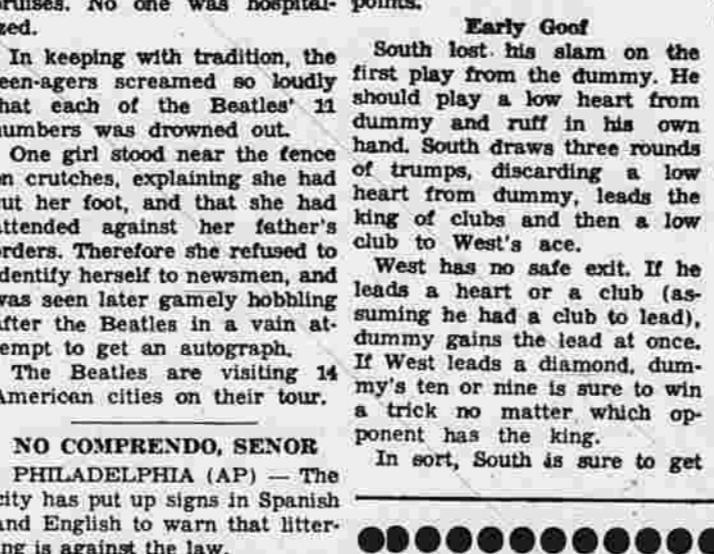 No one was hospital-
zed.
In keeping with tradition, the
een-agers screamed so loudly
hat each of the Beatles' 11
numbers was drowned out.
One girl stood near the fence
n crutches, explaining she had
ut her foot, and that she had
attended against her father's
rders. Therefore she refused to
dentify herself to newsmen, and
was seen later gamely hobbling
after the Beatles in a vain at-
empt to get an autograph.
The Beatles are visiting 14
American cities on their tour.
NO COMPRENDO, SENOR
PHILADELPHIA (AP) — The
city has put up signs in Spanish
and English to warn that litter-
ng is against the law.
points.
Early Goof
South lost his slam on the
first play from the dummy. He
should play a low heart from
dummy and ruff in his own
hand. South draws three rounds
of trumps, discarding a low
heart from dummy, leads the
king of clubs and then a low
club to West's ace.
West has no safe exit. If he
leads a heart or a club (as-
suming he had a club to lead),
dummy gains the lead at once.
If West leads a diamond, dum-
my's ten or nine is sure to win
a trick no matter which op-
ponent has the king.
In sort, South is sure to get